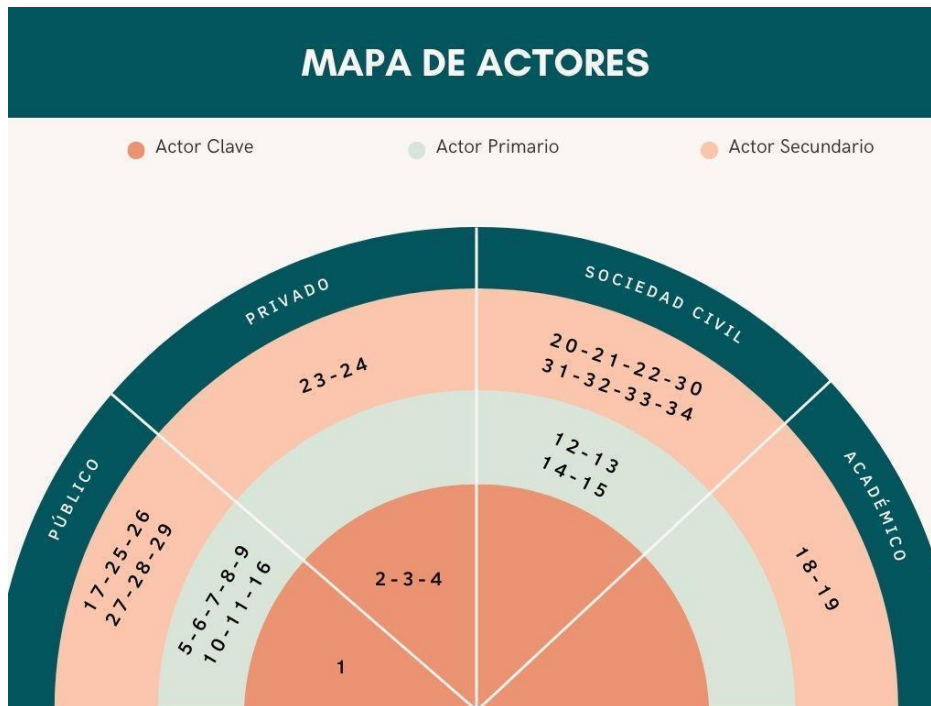 MAPA DE ACTORES
Actor Clave
Actor Primario
Actor Secundario
PÚBLICO
PRIVADO
SOCIEDAD CIVIL
ACADÉMICO
17-25-26
27-28-29
23-24
20-21-22-30
31-32-33-34
18-19
5-6-7-8-9
10-11-16
12-13
14-15
1
2-3-4